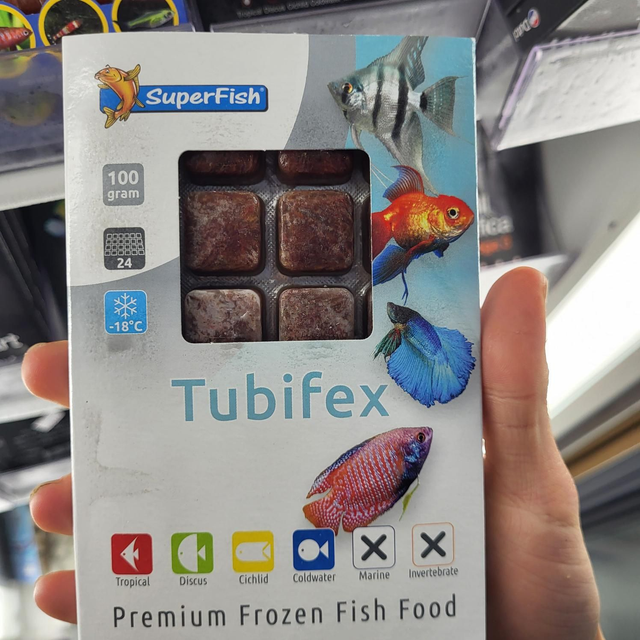 SuperFish
100
gram
24
-18°C
Tubifex
Tropical
Discus
Cichlid
Coldwater
Marine
Invertebrate
Premium Frozen Fish Food